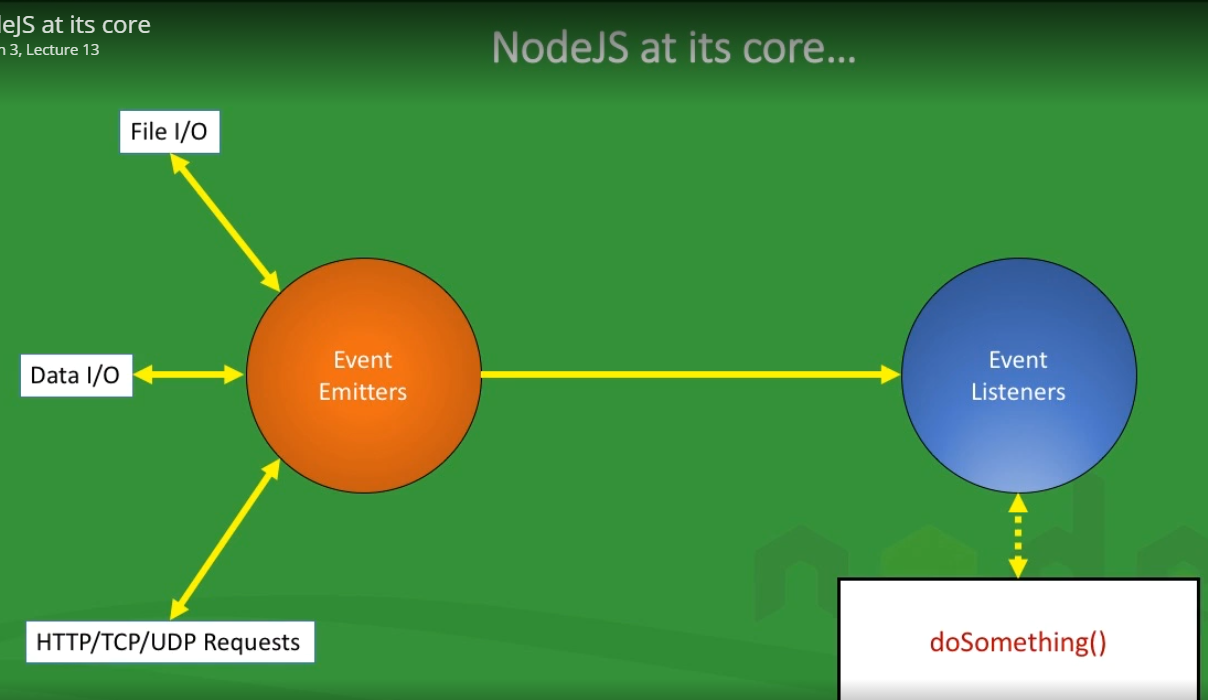 eJS at its core
n 3, Lecture 13
NodeJS at its core...
File I/O
Event
Emitters
Event
Listeners
Data I/O
HTTP/TCP/UDP Requests
doSomething()